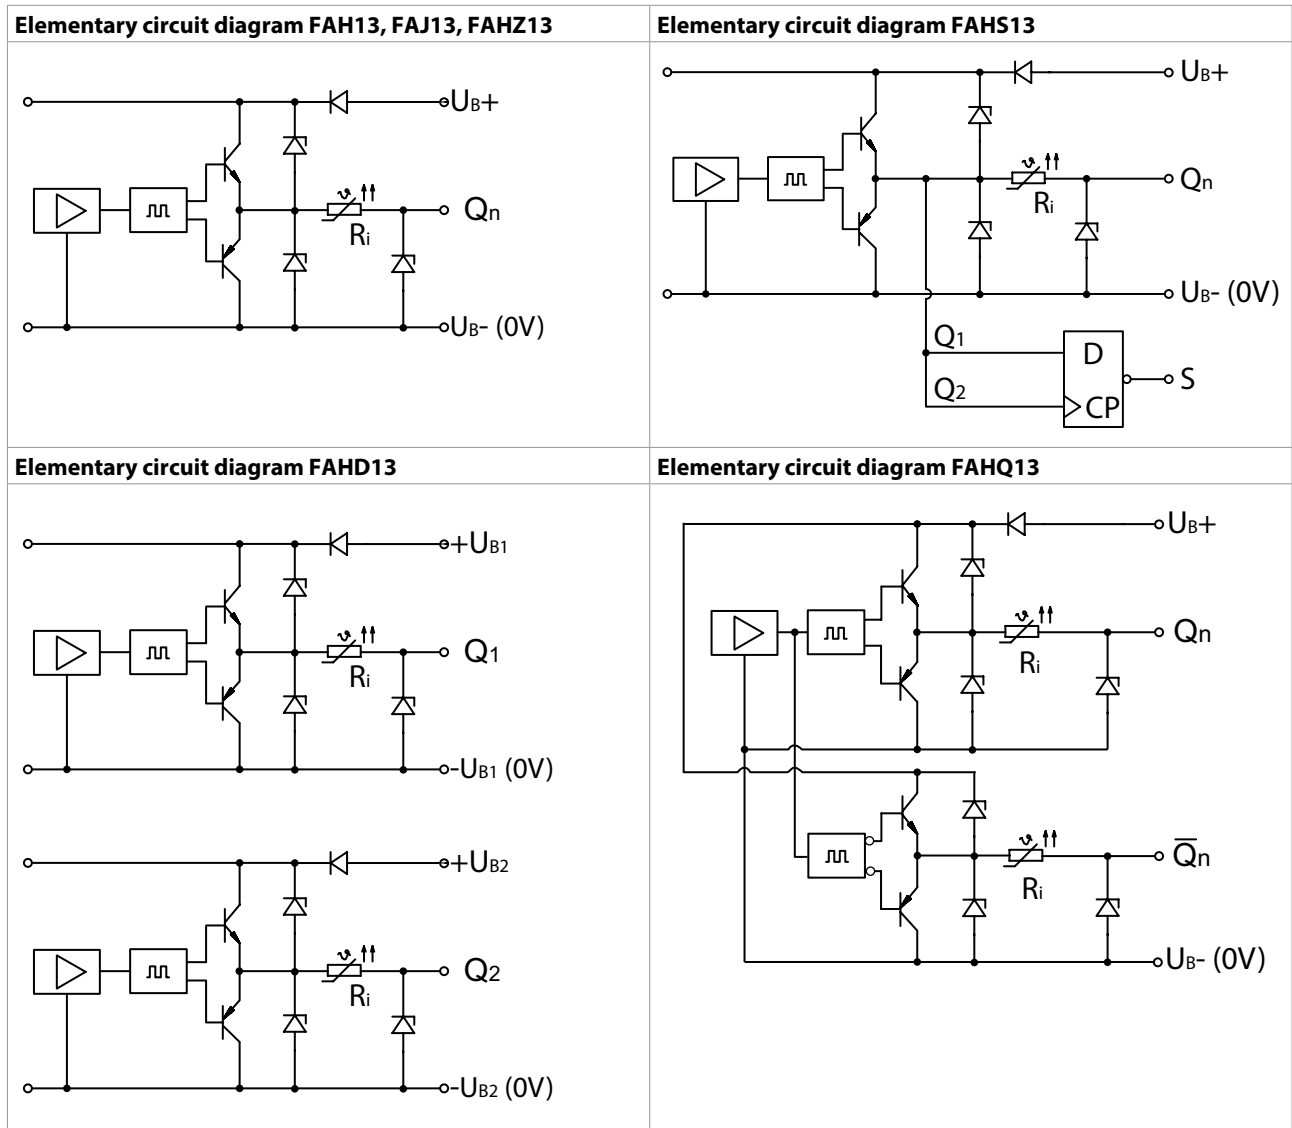 Elementary circuit diagram FAH13, FAJ13, FAHZ13
UB+
ϑ
Qn
Ri
UB- (0V)
Elementary circuit diagram FAHS13
UB+
ϑ
Qn
Ri
UB- (0V)
Q1
D
S
Q2
CP
Elementary circuit diagram FAHD13
+UB1
ϑ
Q1
Ri
-UB1 (0V)
+UB2
ϑ
Q2
Ri
-UB2 (0V)
Elementary circuit diagram FAHQ13
UB+
ϑ
Qn
Ri
ϑ
Q̅n
Ri
UB- (0V)